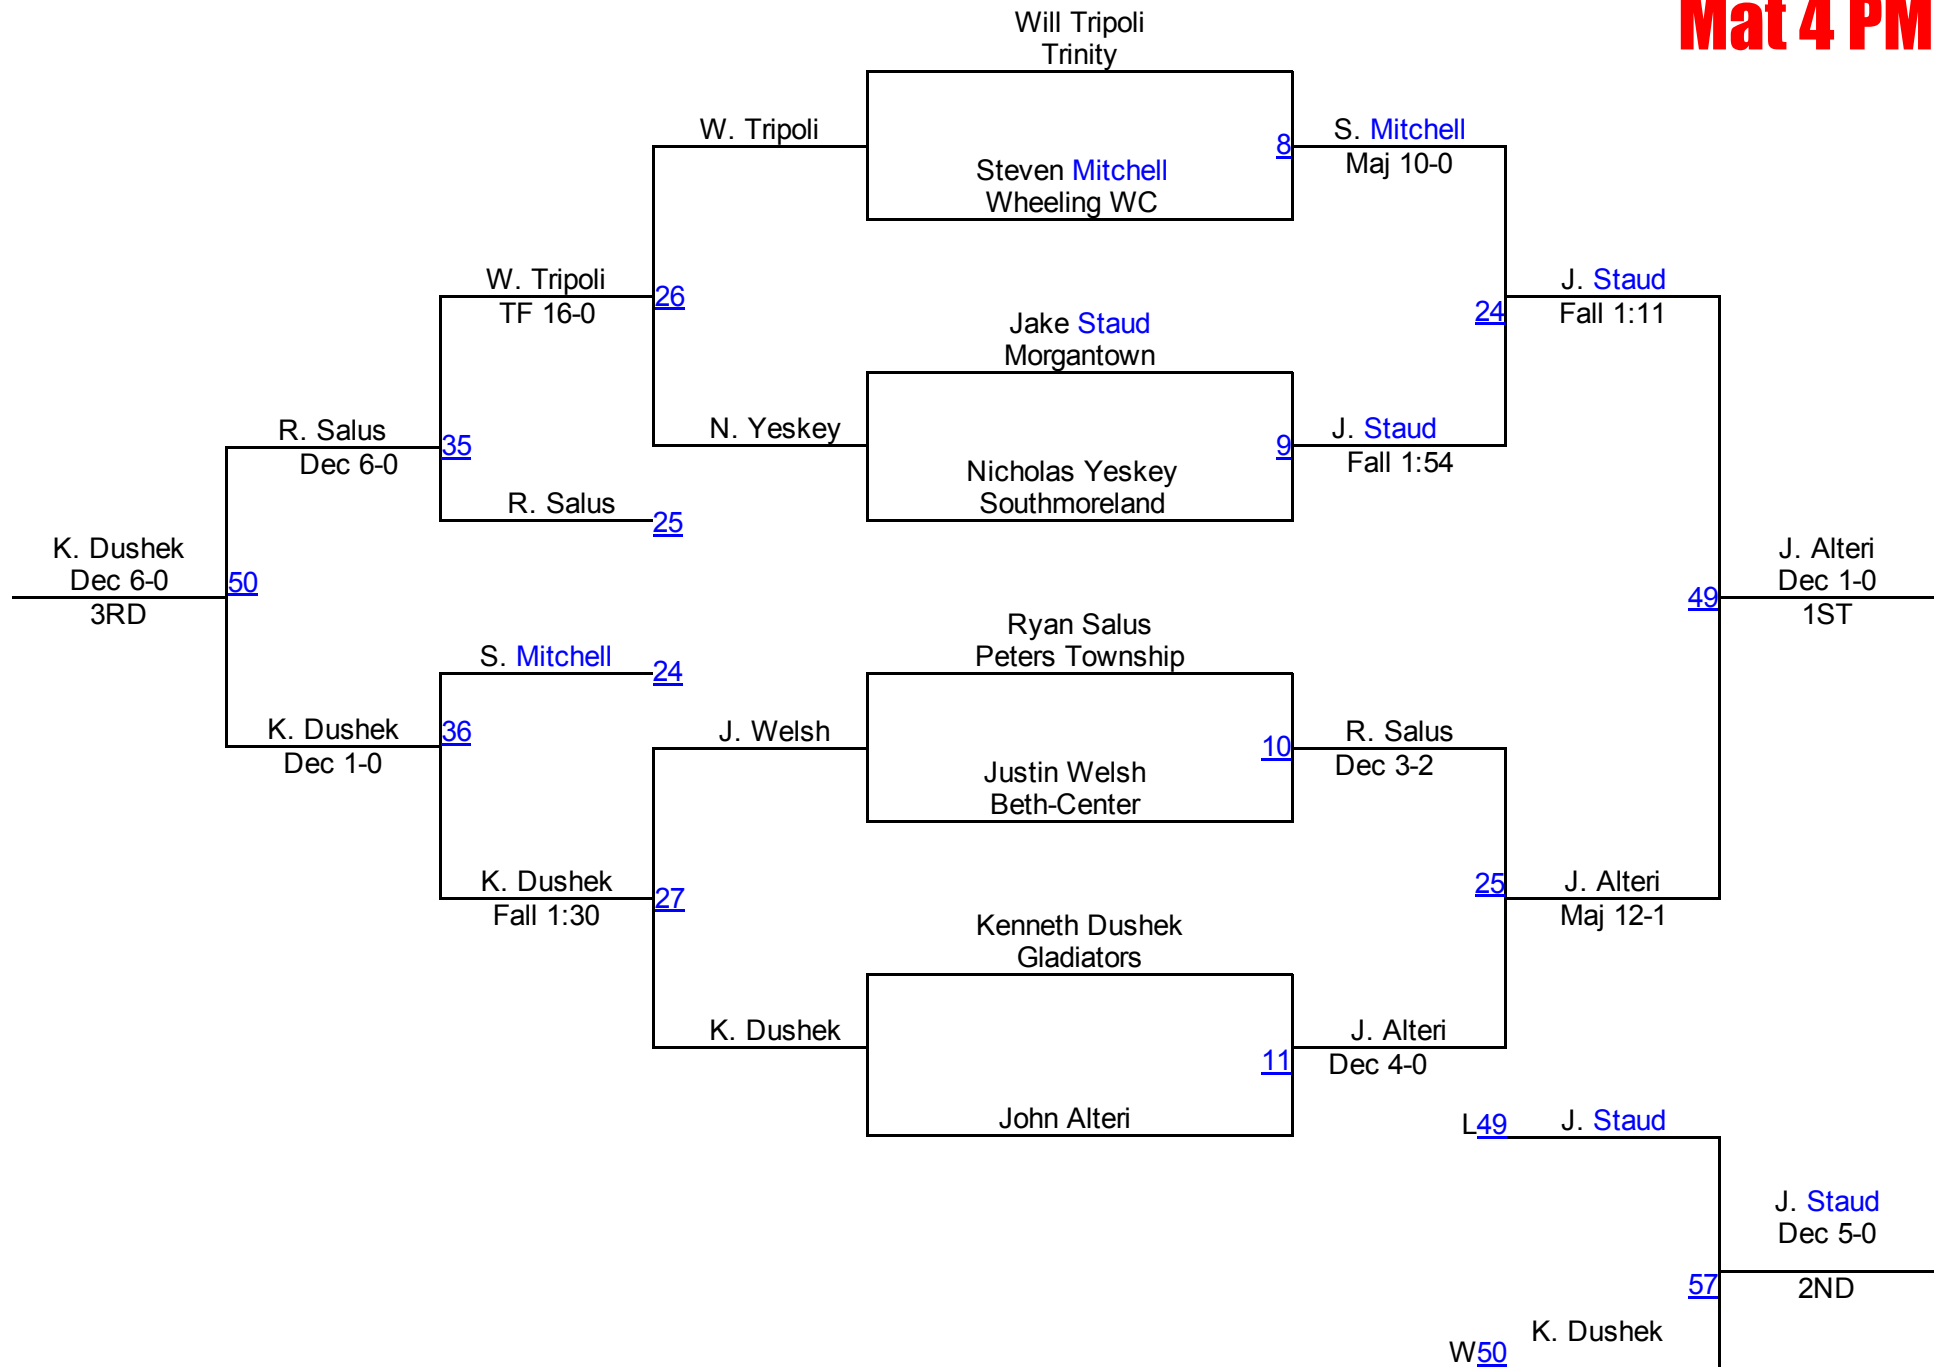 Mat 4 PM
Will Tripoli
Trinity
W. Tripoli
8
S. Mitchell
Maj 10-0
Steven Mitchell
Wheeling WC
W. Tripoli
TF 16-0
26
J. Staud
Fall 1:11
24
Jake Staud
Morgantown
R. Salus
Dec 6-0
35
N. Yeskey
9
J. Staud
Fall 1:54
Nicholas Yeskey
Southmoreland
R. Salus
25
K. Dushek
Dec 6-0
3RD
50
J. Alteri
Dec 1-0
1ST
49
Ryan Salus
Peters Township
S. Mitchell
24
K. Dushek
Dec 1-0
36
J. Welsh
10
R. Salus
Dec 3-2
Justin Welsh
Beth-Center
K. Dushek
Fall 1:30
27
25
J. Alteri
Maj 12-1
Kenneth Dushek
Gladiators
K. Dushek
11
J. Alteri
Dec 4-0
John Alteri
L49
J. Staud
J. Staud
Dec 5-0
2ND
57
K. Dushek
W50